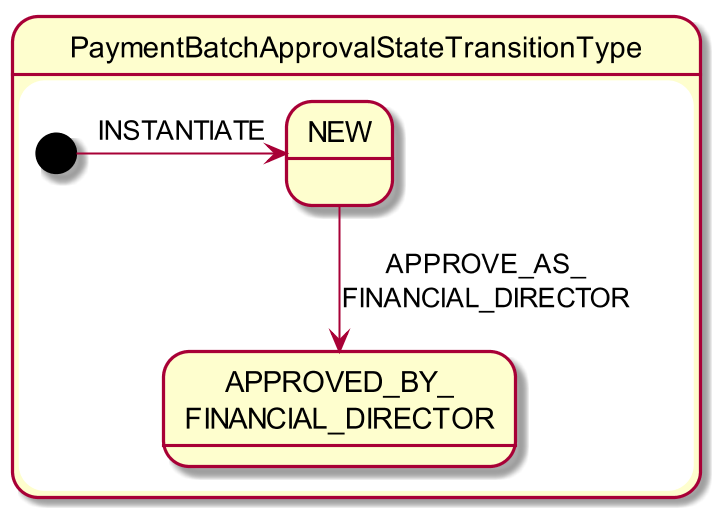 PaymentBatchApprovalStateTransitionType
INSTANTIATE
NEW
APPROVE_AS_
FINANCIAL_DIRECTOR
APPROVED_BY_
FINANCIAL_DIRECTOR